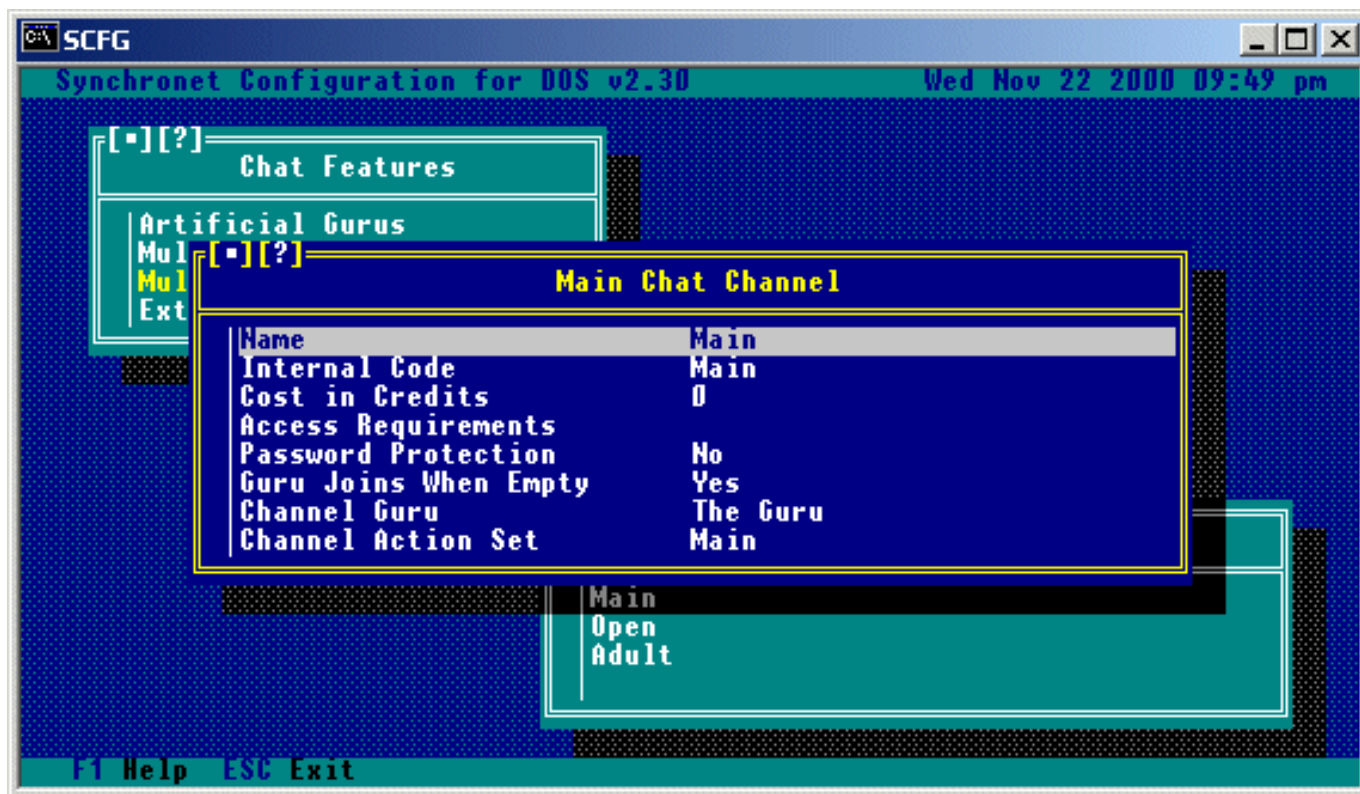 SCFG
Synchronet Configuration for DOS v2.30 Wed Nov 22 2000 09:49 pm
[▪][?]
Chat Features
Artificial Gurus
Mul
Mul
Ext
[▪][?]
Main Chat Channel
Name Main
Internal Code Main
Cost in Credits 0
Access Requirements
Password Protection No
Guru Joins When Empty Yes
Channel Guru The Guru
Channel Action Set Main
Main
Open
Adult
F1 Help ESC Exit